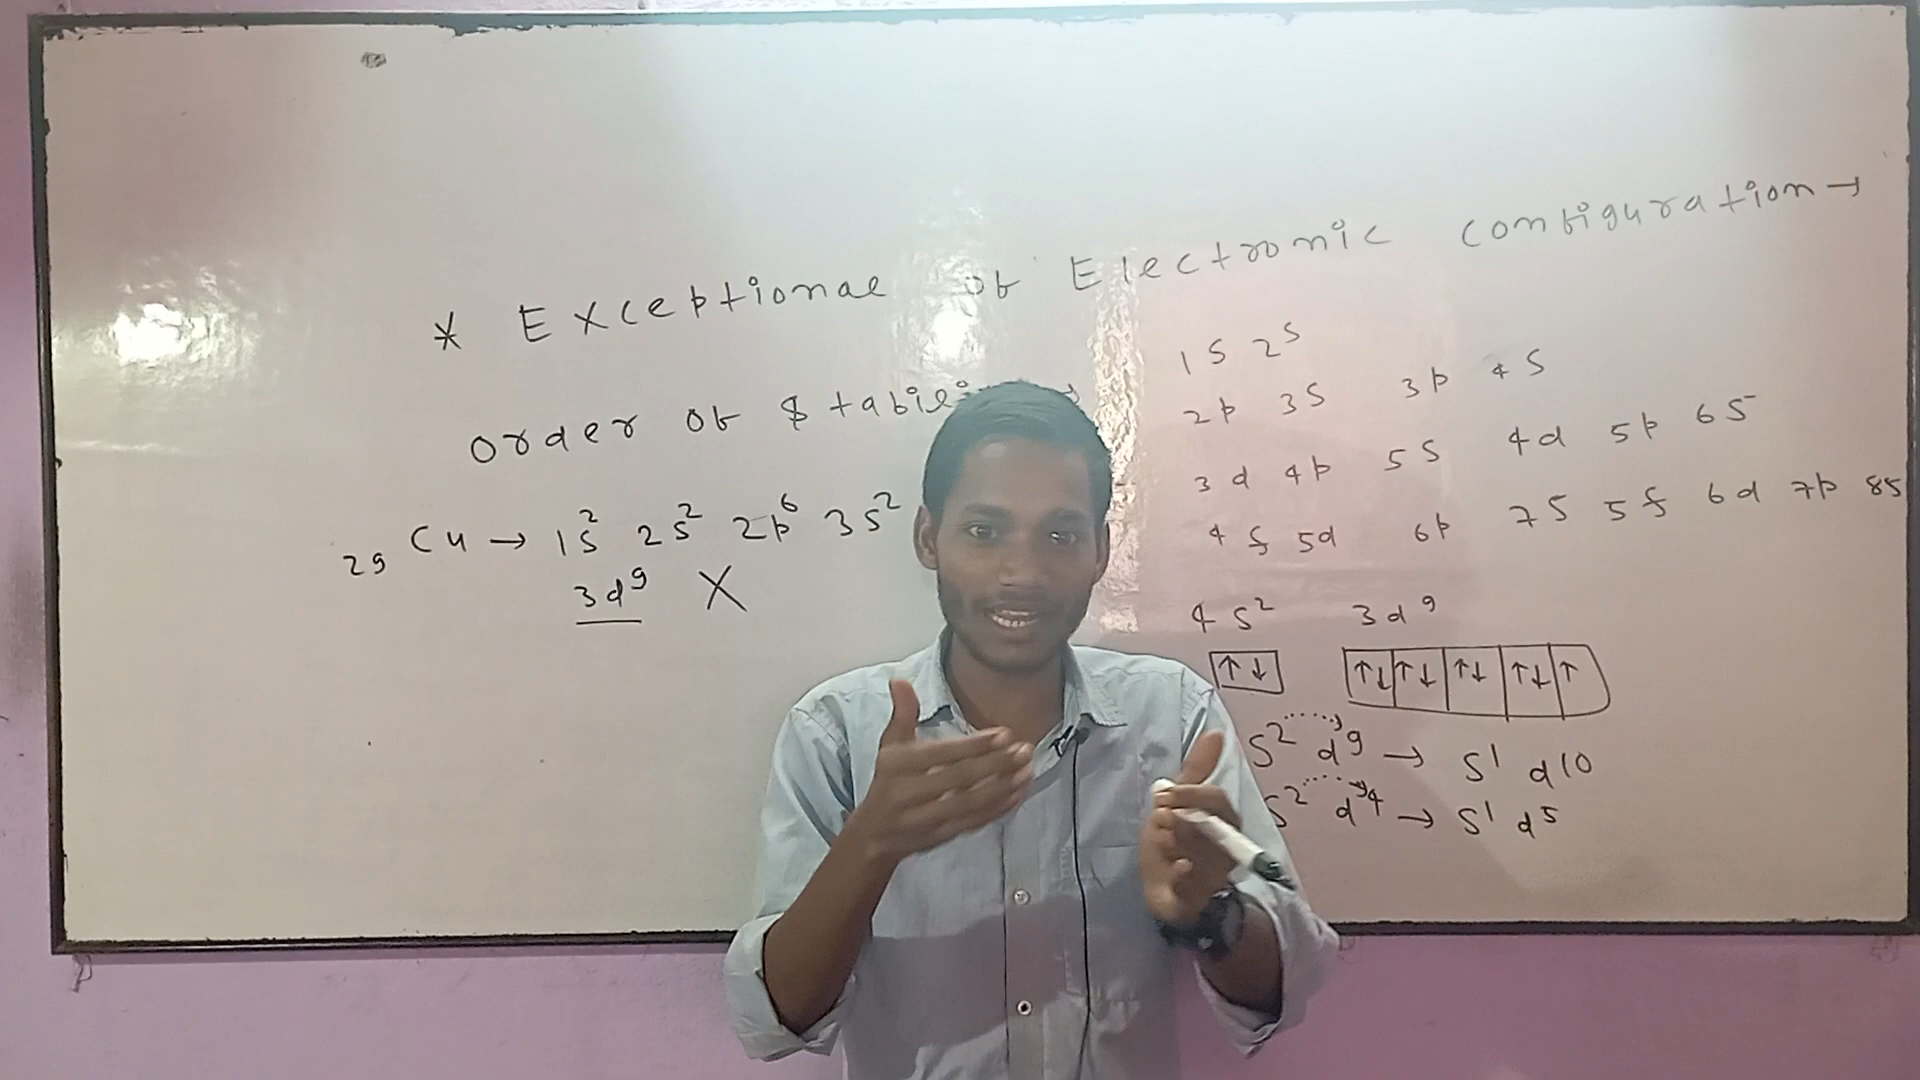 * Exceptional of Electronic configuration →
order of
29 Cu → 1s² 2s² 2p⁶ 3s²
3d⁹ X
1s 2s
2p 3s 3p 4s
3d 4p 5s 4d 5p 6s
4f 5d 6p 7s 5f 6d 7p 8s
4s² 3d⁹
↑↓ ↑↓ ↑↓ ↑↓ ↑↓ ↑
s² d⁹ → s¹ d10
s² d⁴ → s¹ d⁵